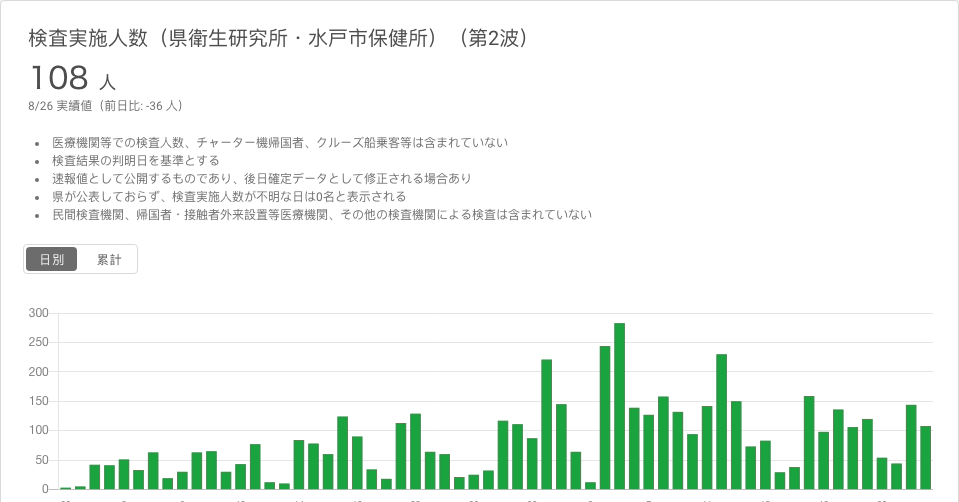 検査実施人数（県衛生研究所・水戸市保健所）（第2波）
108 人
8/26 実績値（前日比: -36 人）
• 医療機関等での検査人数、チャーター機帰国者、クルーズ船乗客等は含まれていない
• 検査結果の判明日を基準とする
• 速報値として公開するものであり、後日確定データとして修正される場合あり
• 県が公表しておらず、検査実施人数が不明な日は0名と表示される
• 民間検査機関、帰国者・接触者外来設置等医療機関、その他の検査機関による検査は含まれていない
日別 累計
300
250
200
150
100
50
0